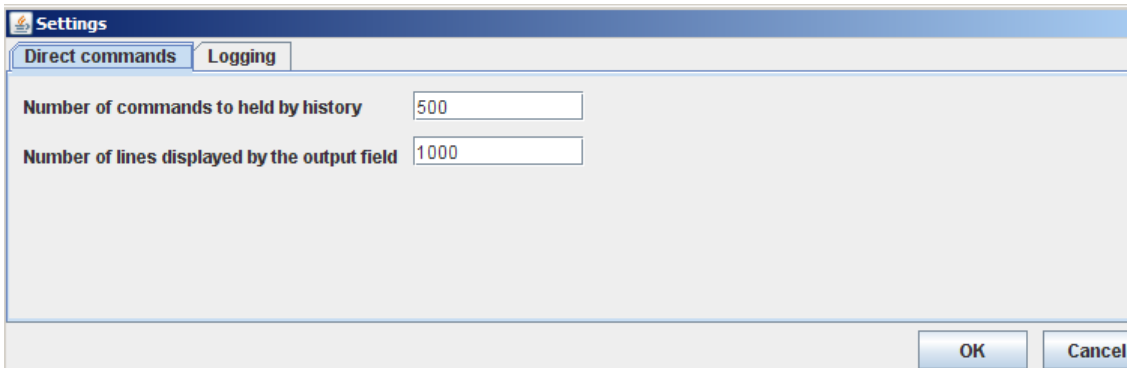 Settings
Direct commands Logging
Number of commands to held by history 500
Number of lines displayed by the output field 1000
OK Cancel